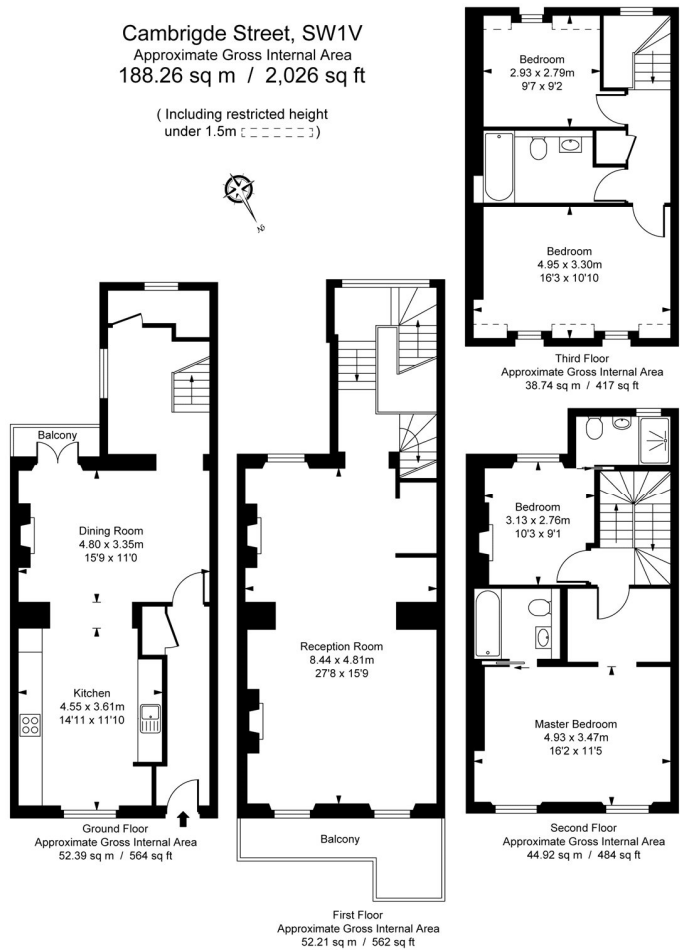 Cambrigde Street, SW1V
Approximate Gross Internal Area
188.26 sq m / 2,026 sq ft
( Including restricted height
under 1.5m )
N
Bedroom
2.93 x 2.79m
9'7 x 9'2
Bedroom
4.95 x 3.30m
16'3 x 10'10
Third Floor
Approximate Gross Internal Area
38.74 sq m / 417 sq ft
Balcony
Dining Room
4.80 x 3.35m
15'9 x 11'0
Kitchen
4.55 x 3.61m
14'11 x 11'10
Ground Floor
Approximate Gross Internal Area
52.39 sq m / 564 sq ft
Reception Room
8.44 x 4.81m
27'8 x 15'9
Balcony
First Floor
Approximate Gross Internal Area
52.21 sq m / 562 sq ft
Bedroom
3.13 x 2.76m
10'3 x 9'1
Master Bedroom
4.93 x 3.47m
16'2 x 11'5
Second Floor
Approximate Gross Internal Area
44.92 sq m / 484 sq ft